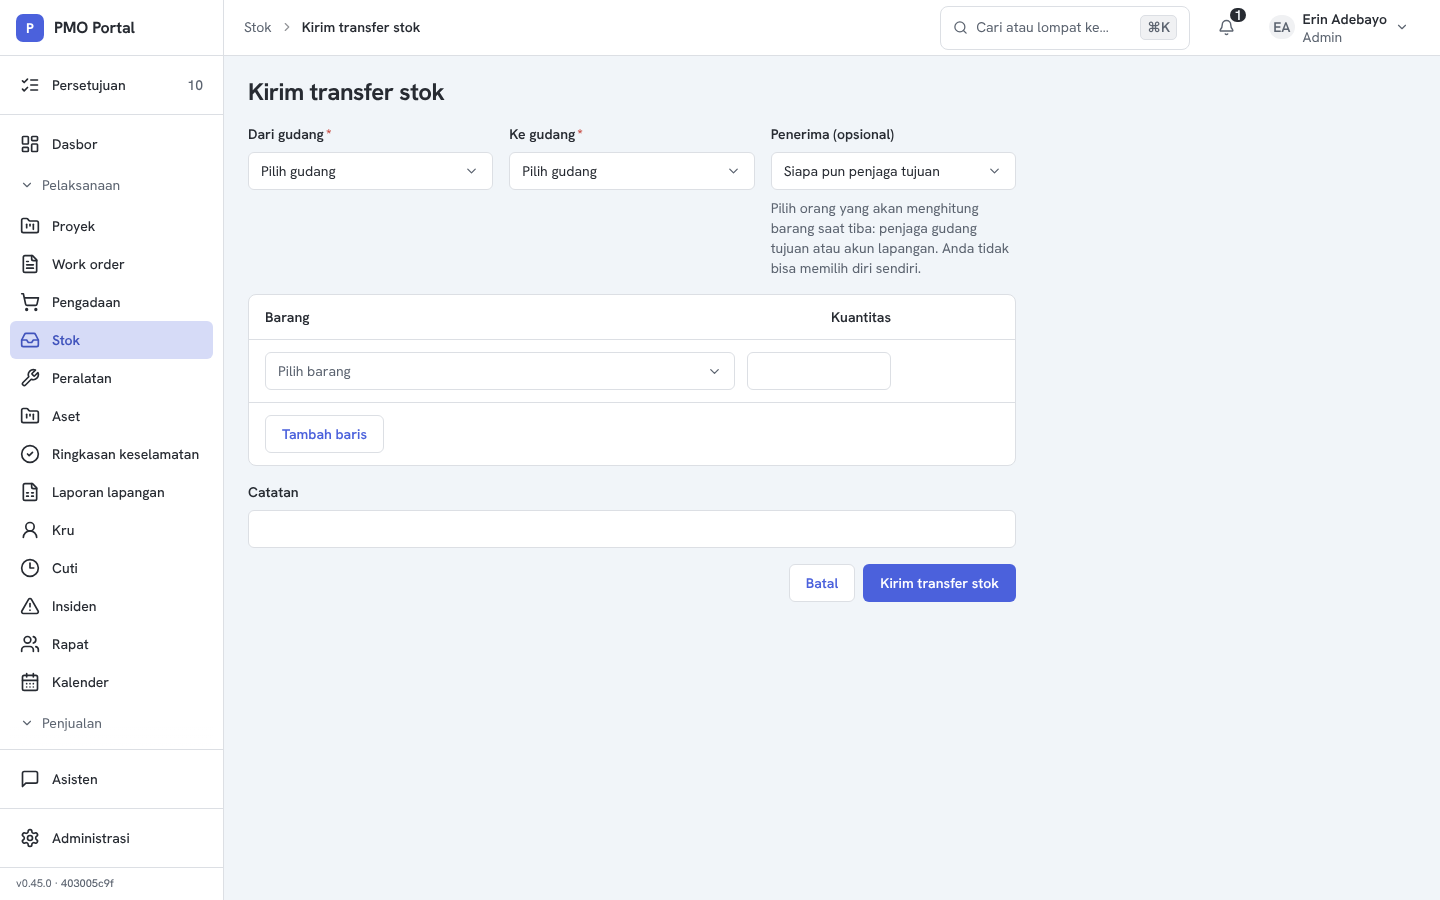 P PMO Portal
Stok > Kirim transfer stok
Cari atau lompat ke...
⌘K
1
EA
Erin Adebayo
Admin
Persetujuan 10
Dasbor
Pelaksanaan
Proyek
Work order
Pengadaan
Stok
Peralatan
Aset
Ringkasan keselamatan
Laporan lapangan
Kru
Cuti
Insiden
Rapat
Kalender
Penjualan
Asisten
Administrasi
v0.45.0 · 403005c9f
Kirim transfer stok
Dari gudang *
Pilih gudang
Ke gudang *
Pilih gudang
Penerima (opsional)
Siapa pun penjaga tujuan
Pilih orang yang akan menghitung
barang saat tiba: penjaga gudang
tujuan atau akun lapangan. Anda tidak
bisa memilih diri sendiri.
Barang Kuantitas
Pilih barang
Tambah baris
Catatan
Batal Kirim transfer stok